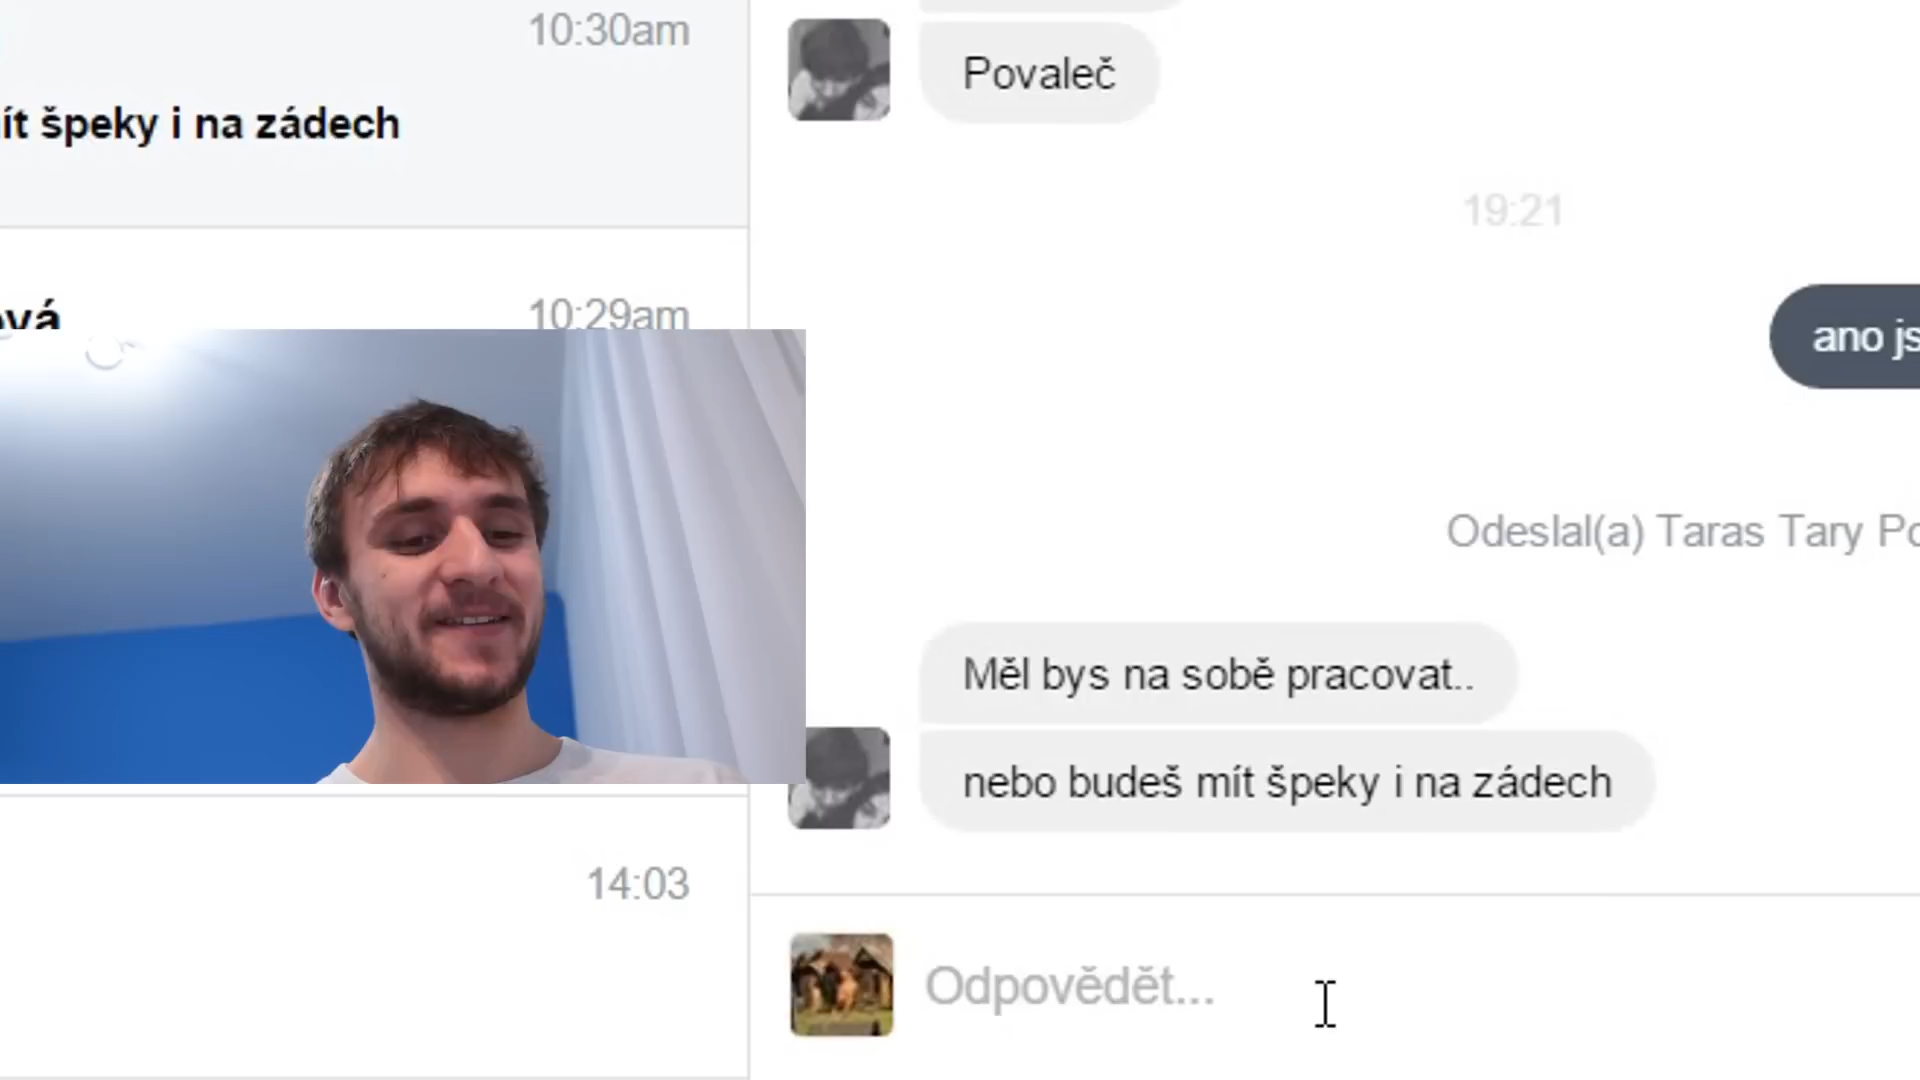 10:30am
ít špeky i na zádech
ová
10:29am
14:03
Povaleč
19:21
ano js
Odeslal(a) Taras Tary Po
Měl bys na sobě pracovat..
nebo budeš mít špeky i na zádech
Odpovědět...